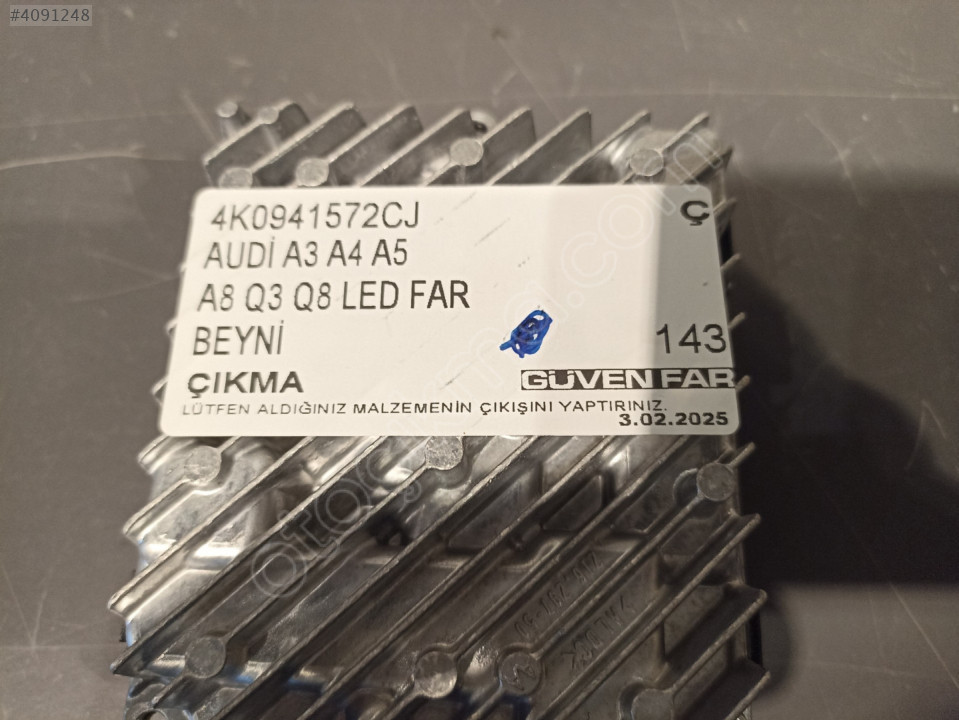 #4091248
4K0941572CJ Ç
AUDİ A3 A4 A5
A8 Q3 Q8 LED FAR
BEYNİ 143
ÇIKMA GÜVEN FAR
LÜTFEN ALDIĞINIZ MALZEMENİN ÇIKIŞINI YAPTIRINIZ.
3.02.2025